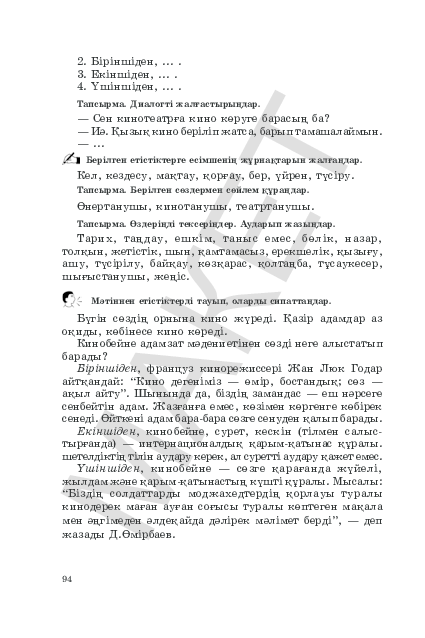 2. Біріншіден, ... .
3. Екіншіден, ... .
4. Үшіншіден, ... .
Тапсырма. Диалогті жалғастырыңдар.
— Сен кинотеатрға кино көруге барасың ба?
— Иә. Қызық кино беріліп жатса, барып тамашалаймын.
— ...
Берілген етістіктерге есімшенің жұрнақтарын жалғаңдар.
Кел, кездесу, мақтау, қорғау, бер, үйрен, түсіру.
Тапсырма. Берілген сөздермен сөйлем құраңдар.
Өнертанушы, кинотанушы, театртанушы.
Тапсырма. Өздеріңді тексеріңдер. Аударып жазыңдар.
Тарих, таңдау, ешкім, таныс емес, бөлік, назар,
толқын, жетістік, шын, қамтамасыз, ерекшелік, қызығу,
ашу, түсірілу, байқау, көзқарас, қолтаңба, тұсаукесер,
шығыстанушы, жеңіс.
Мәтіннен етістіктерді тауып, оларды сипаттаңдар.
Бүгін сөздің орнына кино жүреді. Қазір адамдар аз
оқиды, көбінесе кино көреді.
Кинобейне адамзат мәдениетінен сөзді неге алыстатып
барады?
Біріншіден, француз кинорежиссері Жан Люк Годар
айтқандай: “Кино дегеніміз — өмір, бостандық; сөз —
ақыл айту”. Шынында да, біздің замандас — еш нәрсеге
сенбейтін адам. Жазғанға емес, көзімен көргенге көбірек
сенеді. Өйткені адам бара-бара сөзге сенуден қалып барады.
Екіншіден, кинобейне, сурет, кескін (тілмен салыс-
тырғанда) — интернационалдық қарым-қатынас құралы.
шетелдіктің тілін аудару керек, ал суретті аудару қажет емес.
Үшіншіден, кинобейне — сөзге қарағанда жүйелі,
жылдам және қарым-қатынастың күшті құралы. Мысалы:
“Біздің солдаттарды моджахедтердің қорлауы туралы
кинодерек маған ауған соғысы туралы көптеген мақала
мен әңгімеден әлдеқайда дәлірек мәлімет берді”, — деп
жазады Д.Өмірбаев.
94
МАКЕТ